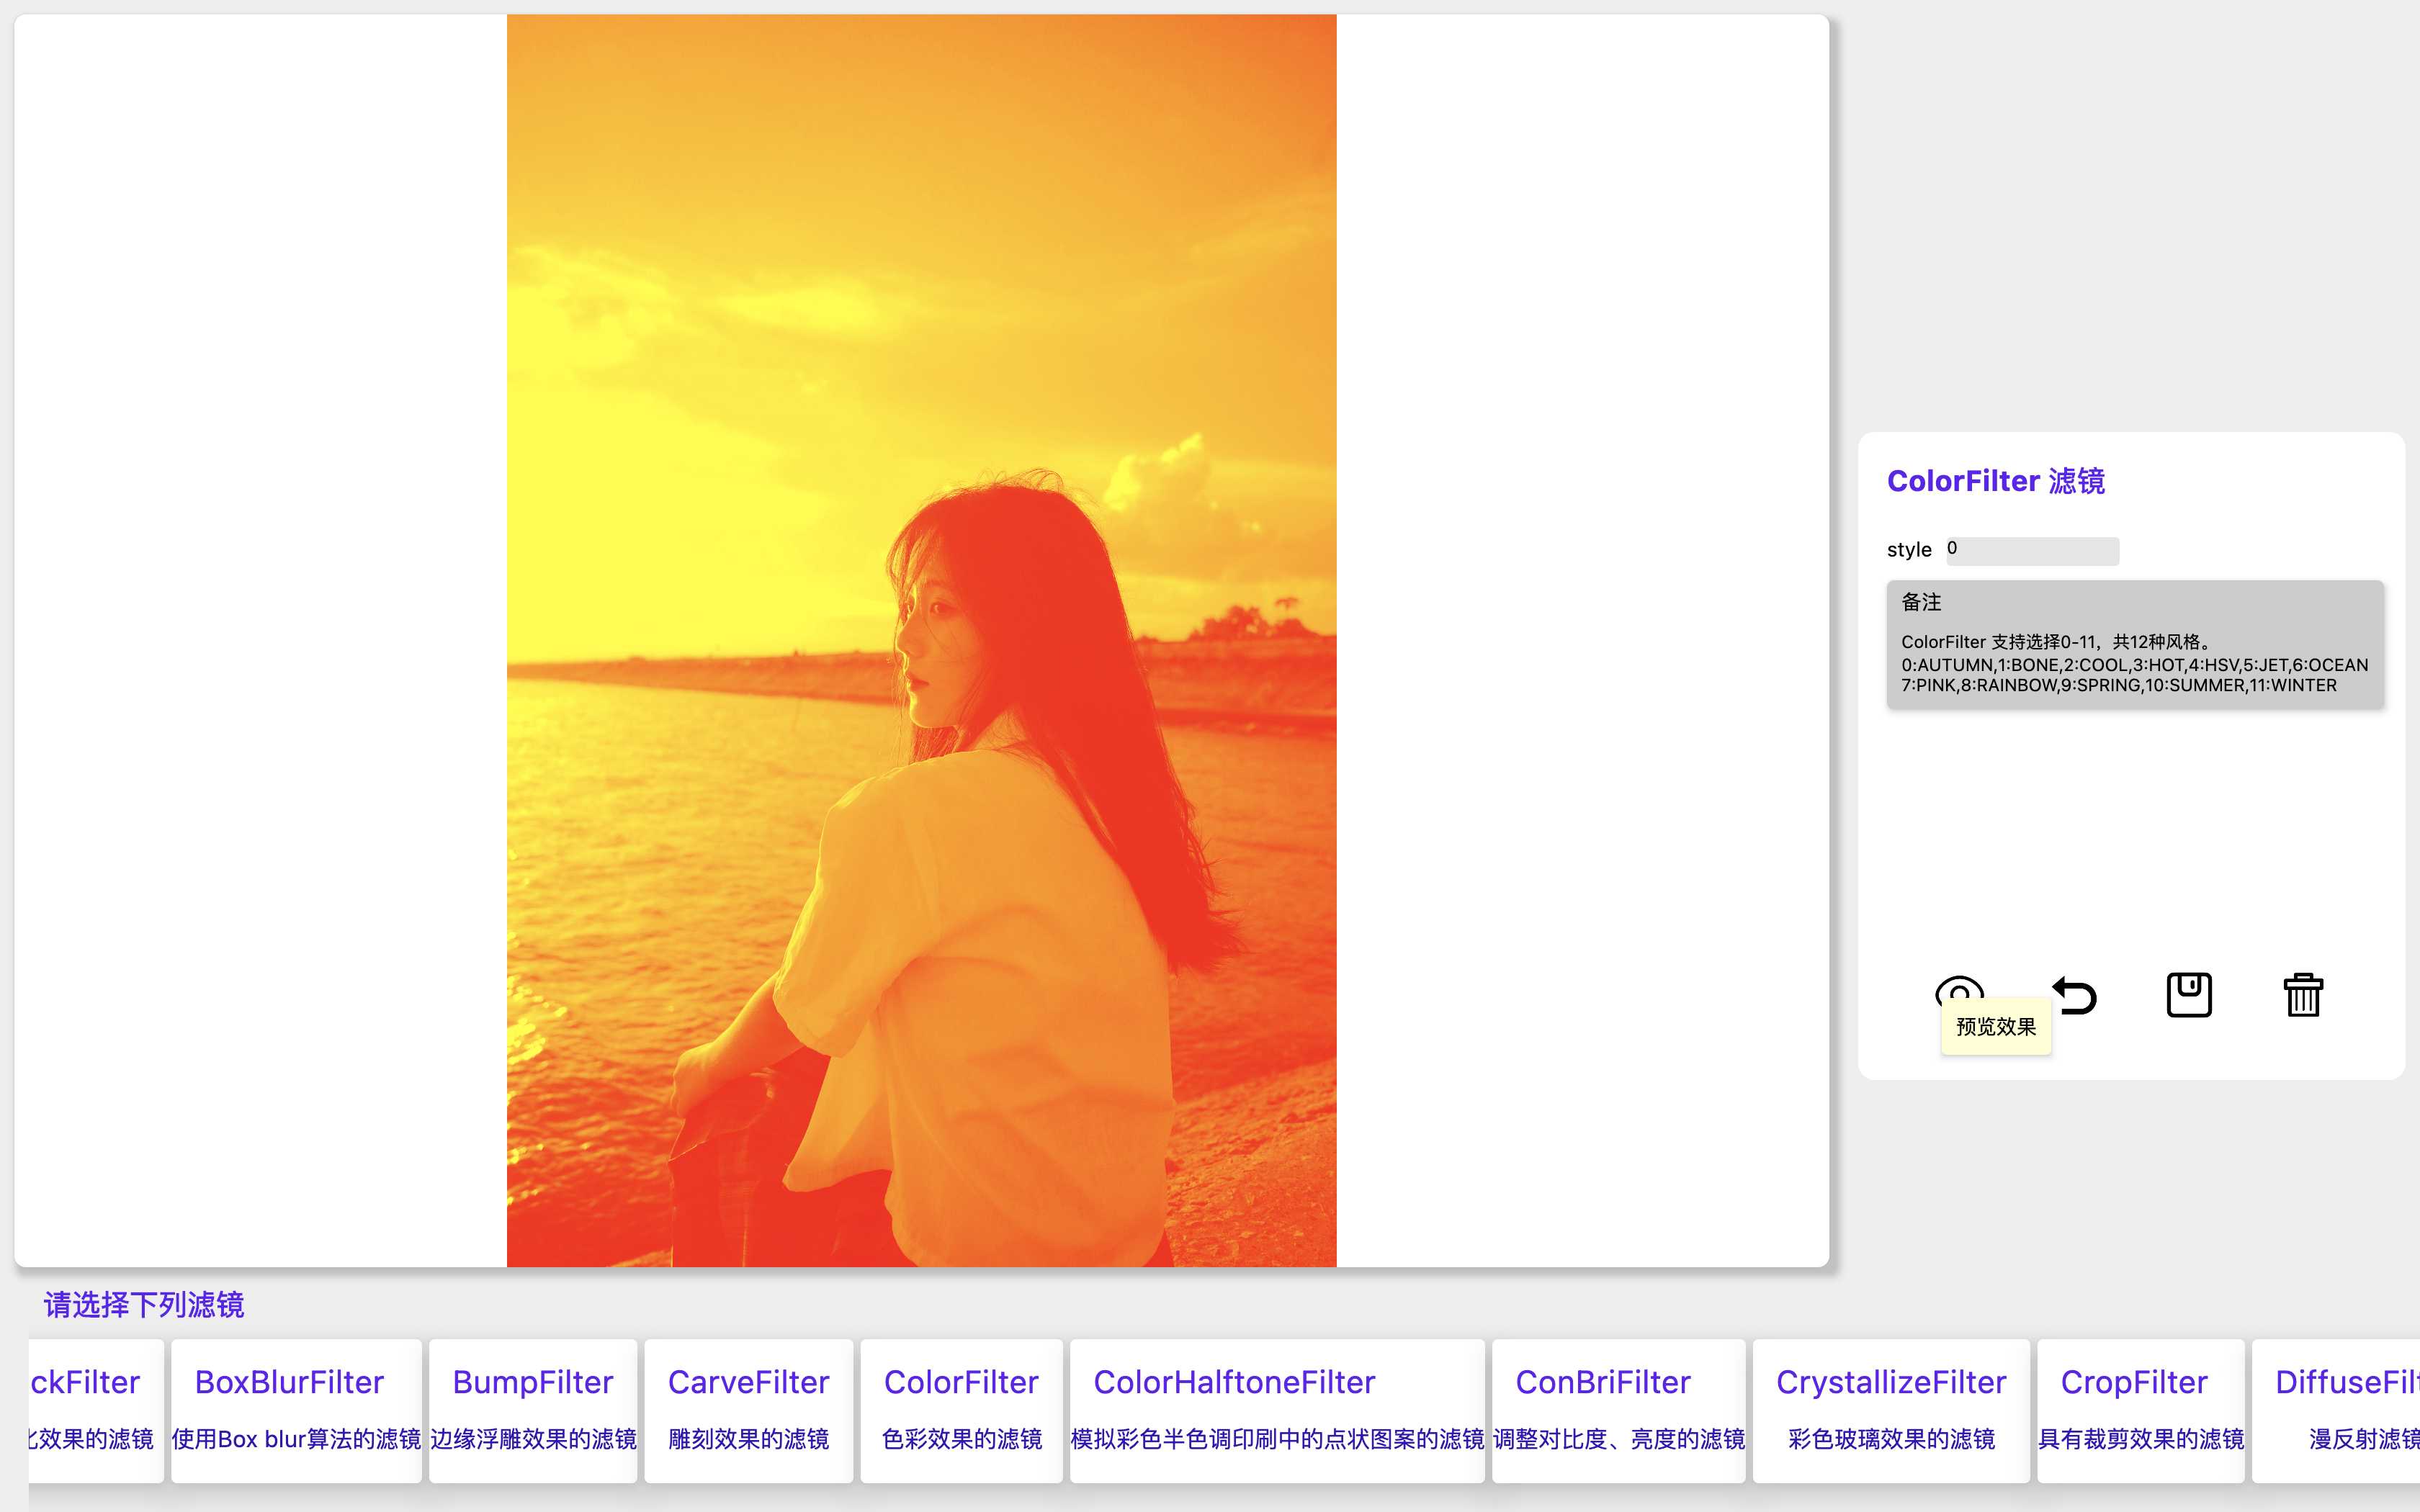 ColorFilter 滤镜
style 0
备注
ColorFilter 支持选择0-11，共12种风格。
0:AUTUMN,1:BONE,2:COOL,3:HOT,4:HSV,5:JET,6:OCEAN
7:PINK,8:RAINBOW,9:SPRING,10:SUMMER,11:WINTER
预览效果
请选择下列滤镜
ckFilter
效果的滤镜
BoxBlurFilter
使用Box blur算法的滤镜
BumpFilter
边缘浮雕效果的滤镜
CarveFilter
雕刻效果的滤镜
ColorFilter
色彩效果的滤镜
ColorHalftoneFilter
模拟彩色半色调印刷中的点状图案的滤镜
ConBriFilter
调整对比度、亮度的滤镜
CrystallizeFilter
彩色玻璃效果的滤镜
CropFilter
具有裁剪效果的滤镜
DiffuseFil
漫反射滤镜